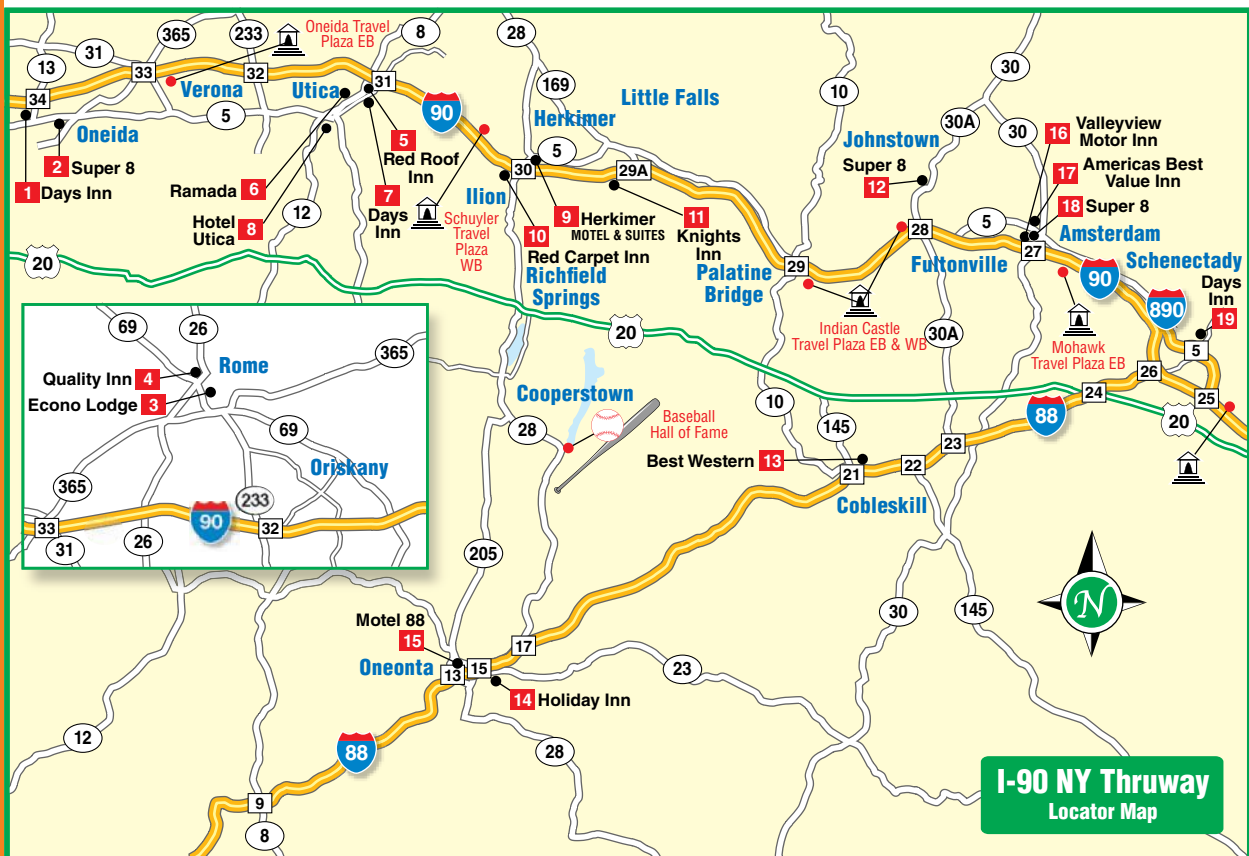 365
233
Oneida Travel
Plaza EB
8
28
31
13
33
32
31
34
Verona
Utica
5
Oneida
2 Super 8
1 Days Inn
90
5
Red Roof
Inn
Ramada 6
7
Days
Inn
Hotel
Utica
8
12
Schuyler
Travel
Plaza
WB
169
Little Falls
Herkimer
5
30
29A
Ilion
9 Herkimer
MOTEL & SUITES
10
Red Carpet Inn
11
Knights
Inn
Richfield
Springs
Palatine
Bridge
29
10
30
30A
30
Johnstown
Super 8
12
28
5
16 Valleyview
Motor Inn
17 Americas Best
Value Inn
18 Super 8
Amsterdam
27
Fultonville
Schenectady
90
890
Days
Inn
19
5
Indian Castle
Travel Plaza EB & WB
30A
Mohawk
Travel Plaza EB
26
25
24
20
20
20
88
23
22
21
10
145
Best Western 13
Cobleskill
Cooperstown
28
Baseball
Hall of Fame
69
26
365
Rome
Quality Inn 4
Econo Lodge 3
69
Oriskany
365
233
33
90
32
31
26
205
Motel 88
15
Oneonta
13
15
17
14 Holiday Inn
23
30
145
N
12
88
28
9
8
I-90 NY Thruway
Locator Map